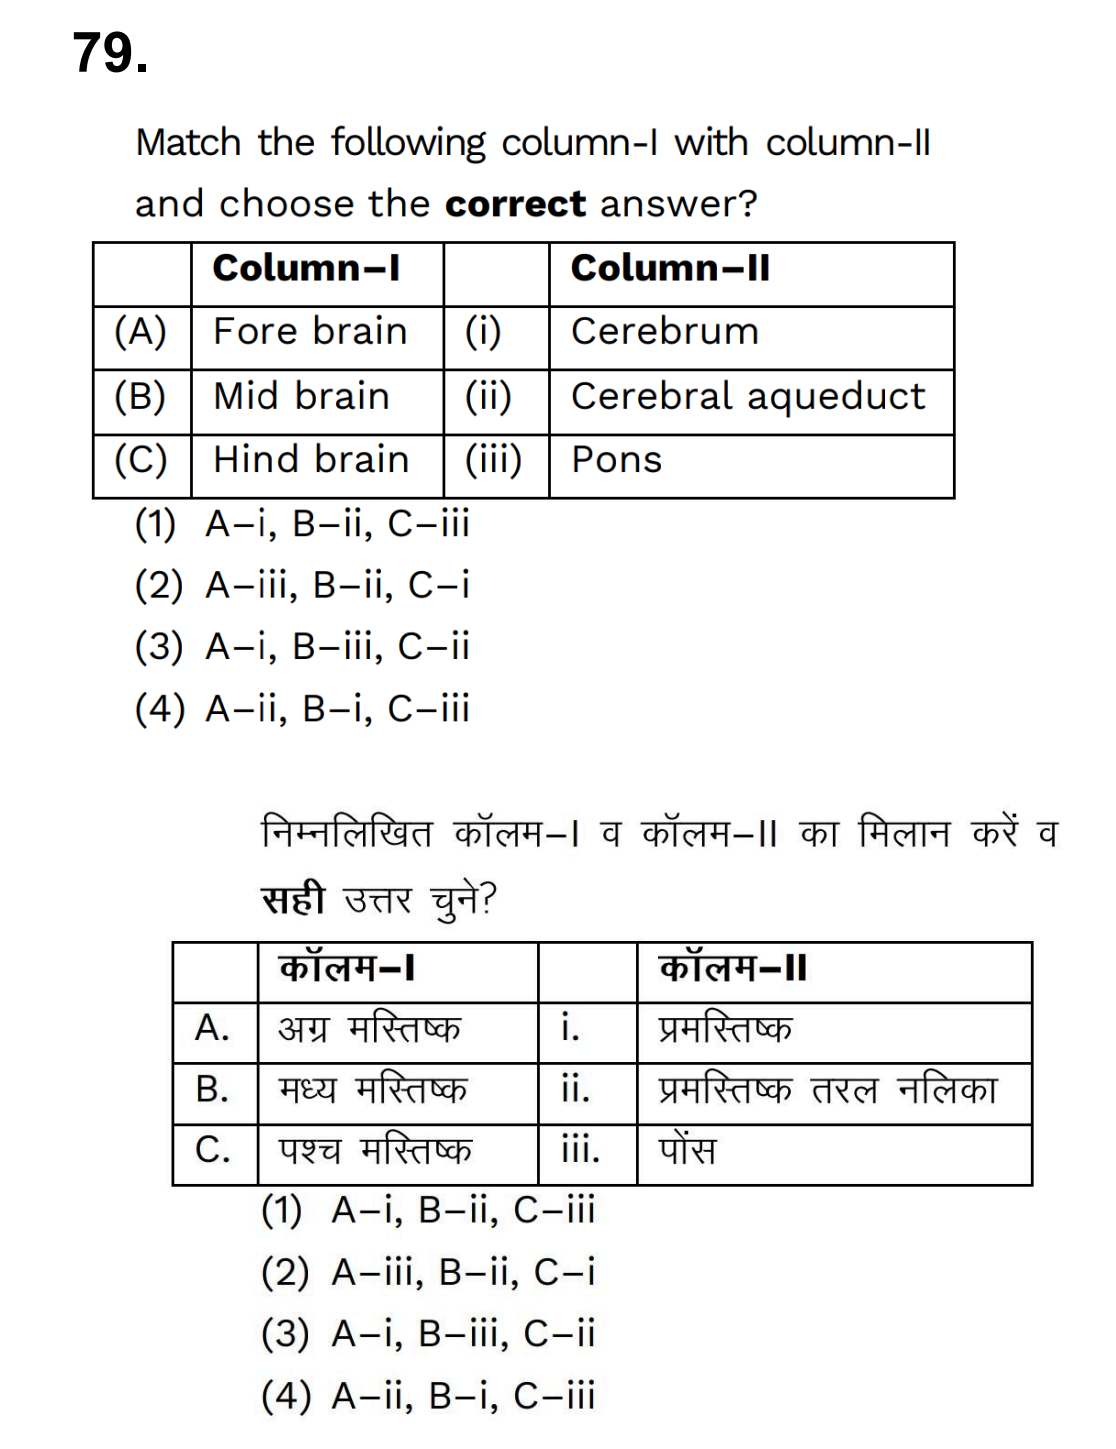 79.
Match the following column-I with column-II
and choose the correct answer?
Column–I Column–II
(A) Fore brain (i) Cerebrum
(B) Mid brain (ii) Cerebral aqueduct
(C) Hind brain (iii) Pons
(1) A–i, B–ii, C–iii
(2) A–iii, B–ii, C–i
(3) A–i, B–iii, C–ii
(4) A–ii, B–i, C–iii
निम्नलिखित कॉलम–I व कॉलम–II का मिलान करें व
सही उत्तर चुने?
कॉलम–I कॉलम–II
A. अग्र मस्तिष्क i. प्रमस्तिष्क
B. मध्य मस्तिष्क ii. प्रमस्तिष्क तरल नलिका
C. पश्च मस्तिष्क iii. पोंस
(1) A–i, B–ii, C–iii
(2) A–iii, B–ii, C–i
(3) A–i, B–iii, C–ii
(4) A–ii, B–i, C–iii